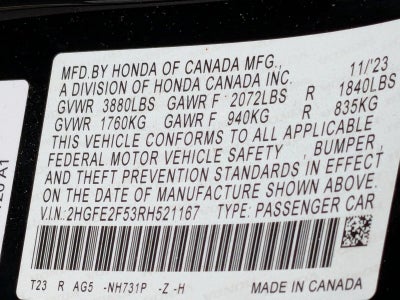 MFD.BY HONDA OF CANADA MFG., 11/'23
A DIVISION OF HONDA CANADA INC.
GVWR 3880LBS GAWR F 2072LBS R 1840LBS
GVWR 1760KG GAWR F 940KG R 835KG
THIS VEHICLE CONFORMS TO ALL APPLICABLE
FEDERAL MOTOR VEHICLE SAFETY , BUMPER,
AND THEFT PREVENTION STANDARDS IN EFFECT
ON THE DATE OF MANUFACTURE SHOWN ABOVE.
V.I.N.:2HGFE2F53RH521167 TYPE: PASSENGER CAR
T23 R AG5 -NH731P -Z -H MADE IN CANADA